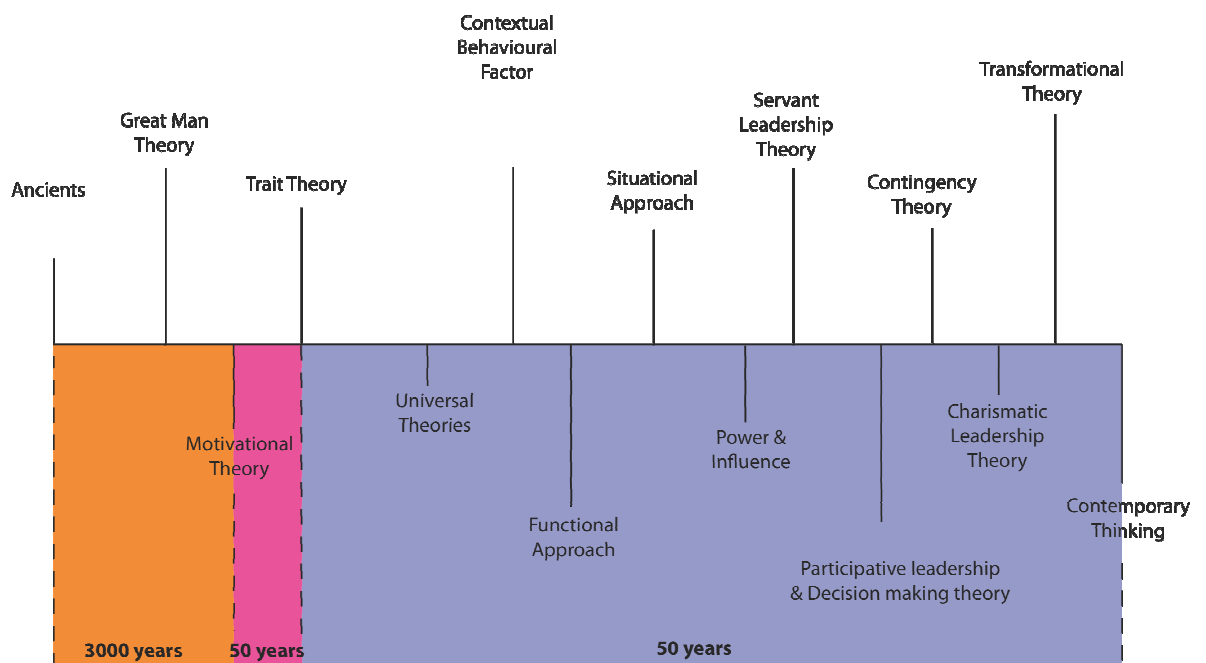 Contextual
Behavioural
Factor
Transformational
Theory
Servant
Leadership
Theory
Great Man
Theory
Situational
Approach
Contingency
Theory
Trait Theory
Ancients
Universal
Theories
Charismatic
Leadership
Theory
Power &
Influence
Motivational
Theory
Contemporary
Thinking
Functional
Approach
Participative leadership
& Decision making theory
3000 years
50 years
50 years